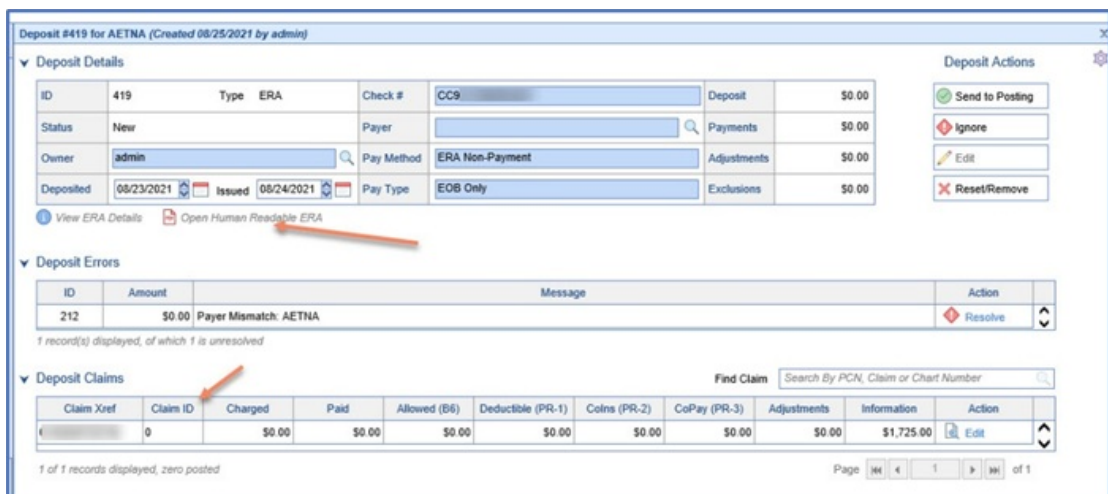 Deposit #419 for AETNA (Created 08/25/2021 by admin)
Deposit Details
Deposit Actions
ID 419 Type ERA Check # CC9 Deposit $0.00
Send to Posting
Status New Payer Payments $0.00
Ignore
Owner admin Pay Method ERA Non-Payment Adjustments $0.00
Edit
Deposited 08/23/2021 Issued 08/24/2021 Pay Type EOB Only Exclusions $0.00
Reset/Remove
View ERA Details Open Human Readable ERA
Deposit Errors
ID Amount Message Action
212 $0.00 Payer Mismatch: AETNA Resolve
1 record(s) displayed, of which 1 is unresolved
Deposit Claims Find Claim Search By PCN, Claim or Chart Number
Claim Xref Claim ID Charged Paid Allowed (B6) Deductible (PR-1) CoIns (PR-2) CoPay (PR-3) Adjustments Information Action
0 $0.00 $0.00 $0.00 $0.00 $0.00 $0.00 $0.00 $1,725.00 Edit
1 of 1 records displayed, zero posted Page 1 of 1